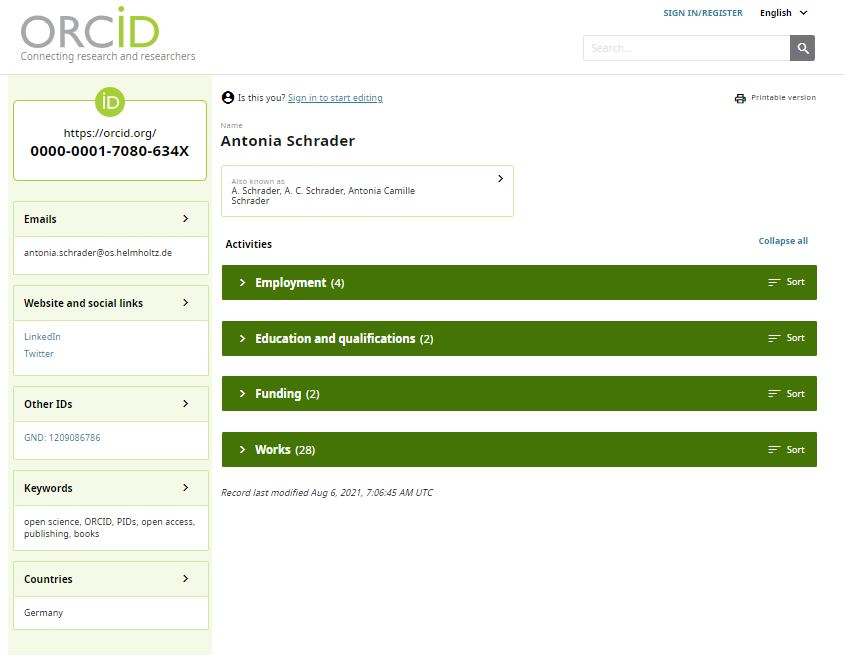 ORCiD
Connecting research and researchers
SIGN IN/REGISTER
English
Search...
iD
https://orcid.org/
0000-0001-7080-634X
Emails
antonia.schrader@os.helmholtz.de
Website and social links
LinkedIn
Twitter
Other IDs
GND: 1209086786
Keywords
open science, ORCID, PIDs, open access,
publishing, books
Countries
Germany
Is this you? Sign in to start editing
Printable version
Name
Antonia Schrader
Also known as
A. Schrader, A. C. Schrader, Antonia Camille
Schrader
Activities
Collapse all
Employment (4)
Sort
Education and qualifications (2)
Sort
Funding (2)
Sort
Works (28)
Sort
Record last modified Aug 6, 2021, 7:06:45 AM UTC